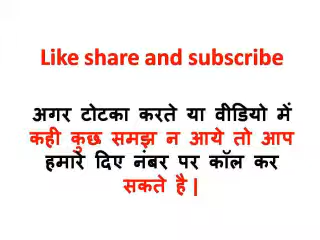 Like share and subscribe
अगर टोटका करते या वीडियो में
कही कुछ समझ न आये तो आप
हमारे दिए नंबर पर कॉल कर
सकते है |